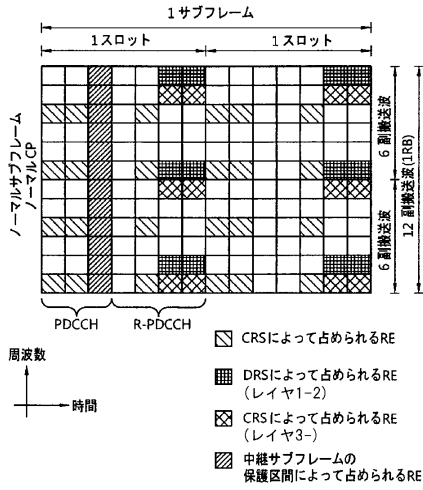 1サブフレーム
1スロット
1スロット
ノーマルサブフレーム
ノーマルCP
6 副搬送波
6 副搬送波
12 副搬送波(1RB)
PDCCH
R-PDCCH
周波数
時間
CRSによって占められるRE
DRSによって占められるRE
(レイヤ1-2)
CRSによって占められるRE
(レイヤ3-)
中継サブフレームの
保護区間によって占められるRE